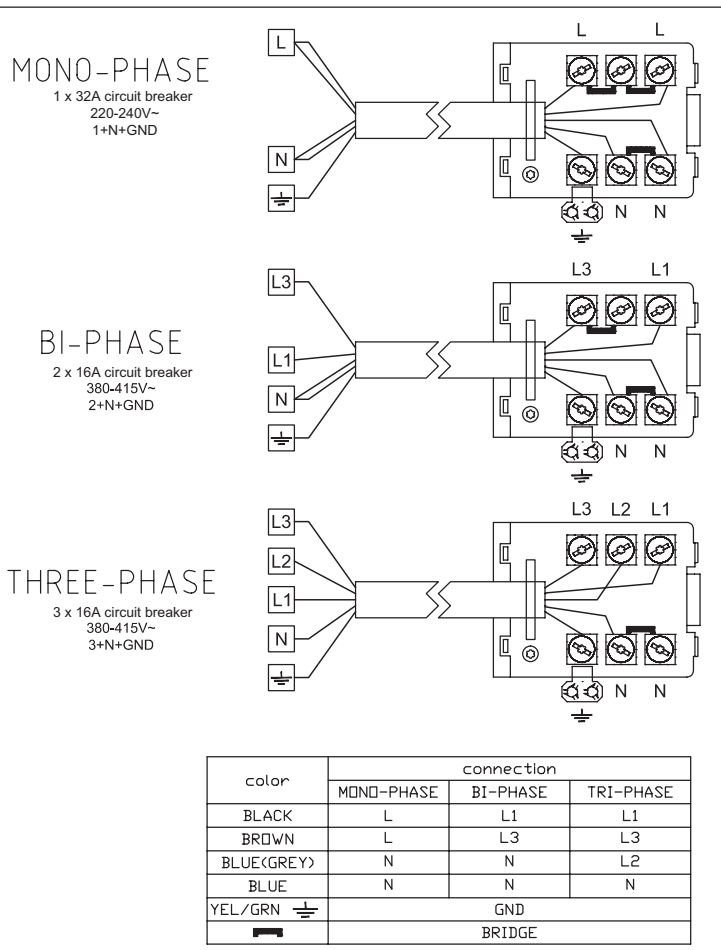 L L
MONO-PHASE
1 x 32A circuit breaker
220-240V~
1+N+GND
L
N
N N
L3 L1
BI-PHASE
2 x 16A circuit breaker
380-415V~
2+N+GND
L3
L1
N
N N
L3 L2 L1
THREE-PHASE
3 x 16A circuit breaker
380-415V~
3+N+GND
L3
L2
L1
N
N N
color connection
MONO-PHASE BI-PHASE TRI-PHASE
BLACK L L1 L1
BROWN L L3 L3
BLUE(GREY) N N L2
BLUE N N N
YEL/GRN GND
BRIDGE